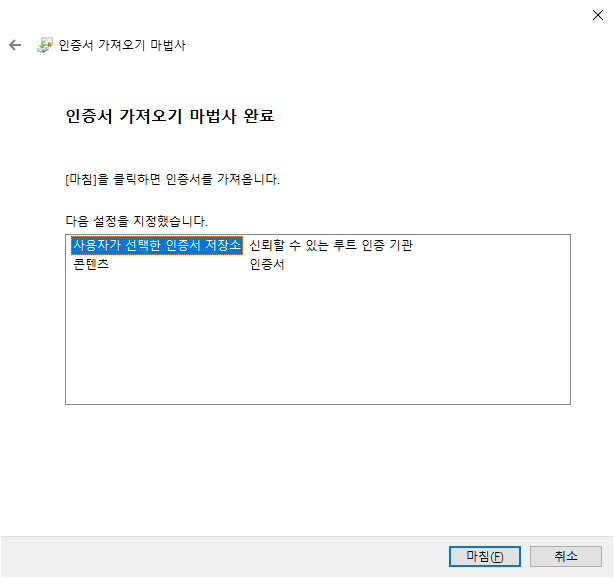 인증서 가져오기 마법사
인증서 가져오기 마법사 완료
[마침]을 클릭하면 인증서를 가져옵니다.
다음 설정을 지정했습니다.
사용자가 선택한 인증서 저장소 신뢰할 수 있는 루트 인증 기관
콘텐츠 인증서
마침(F) 취소